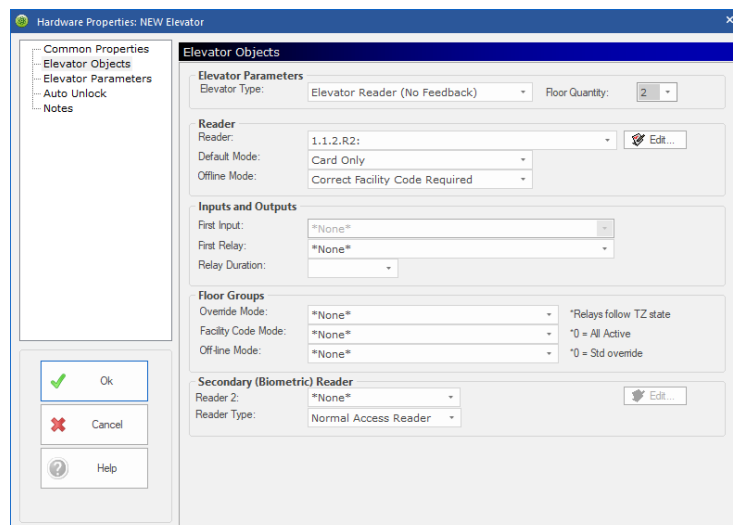 Hardware Properties: NEW Elevator
Common Properties
Elevator Objects
Elevator Parameters
Auto Unlock
Notes
Ok
Cancel
Help
Elevator Objects
Elevator Parameters
Elevator Type: Elevator Reader (No Feedback) Floor Quantity: 2
Reader
Reader: 1.1.2.R2: Edit...
Default Mode: Card Only
Offline Mode: Correct Facility Code Required
Inputs and Outputs
First Input: *None*
First Relay: *None*
Relay Duration:
Floor Groups
Override Mode: *None* *Relays follow TZ state
Facility Code Mode: *None* *0 = All Active
Off-line Mode: *None* *0 = Std override
Secondary (Biometric) Reader
Reader 2: *None* Edit...
Reader Type: Normal Access Reader